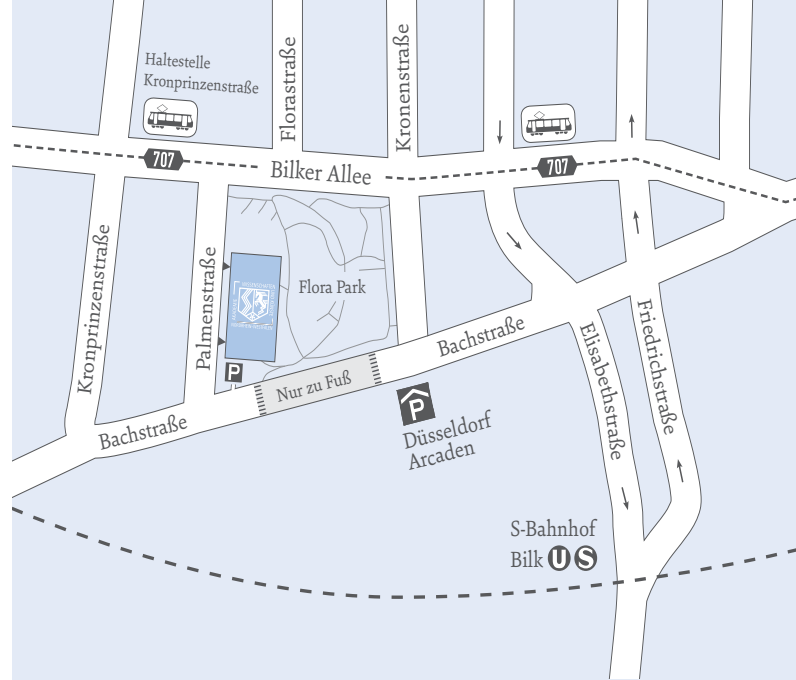 Haltestelle
Kronprinzenstraße
Florastraße
Kronenstraße
707
Bilker Allee
707
Kronprinzenstraße
Palmenstraße
Flora Park
P
Nur zu Fuß
Bachstraße
Bachstraße
P
Düsseldorf
Arcaden
Elisabethstraße
Friedrichstraße
S-Bahnhof
Bilk U S